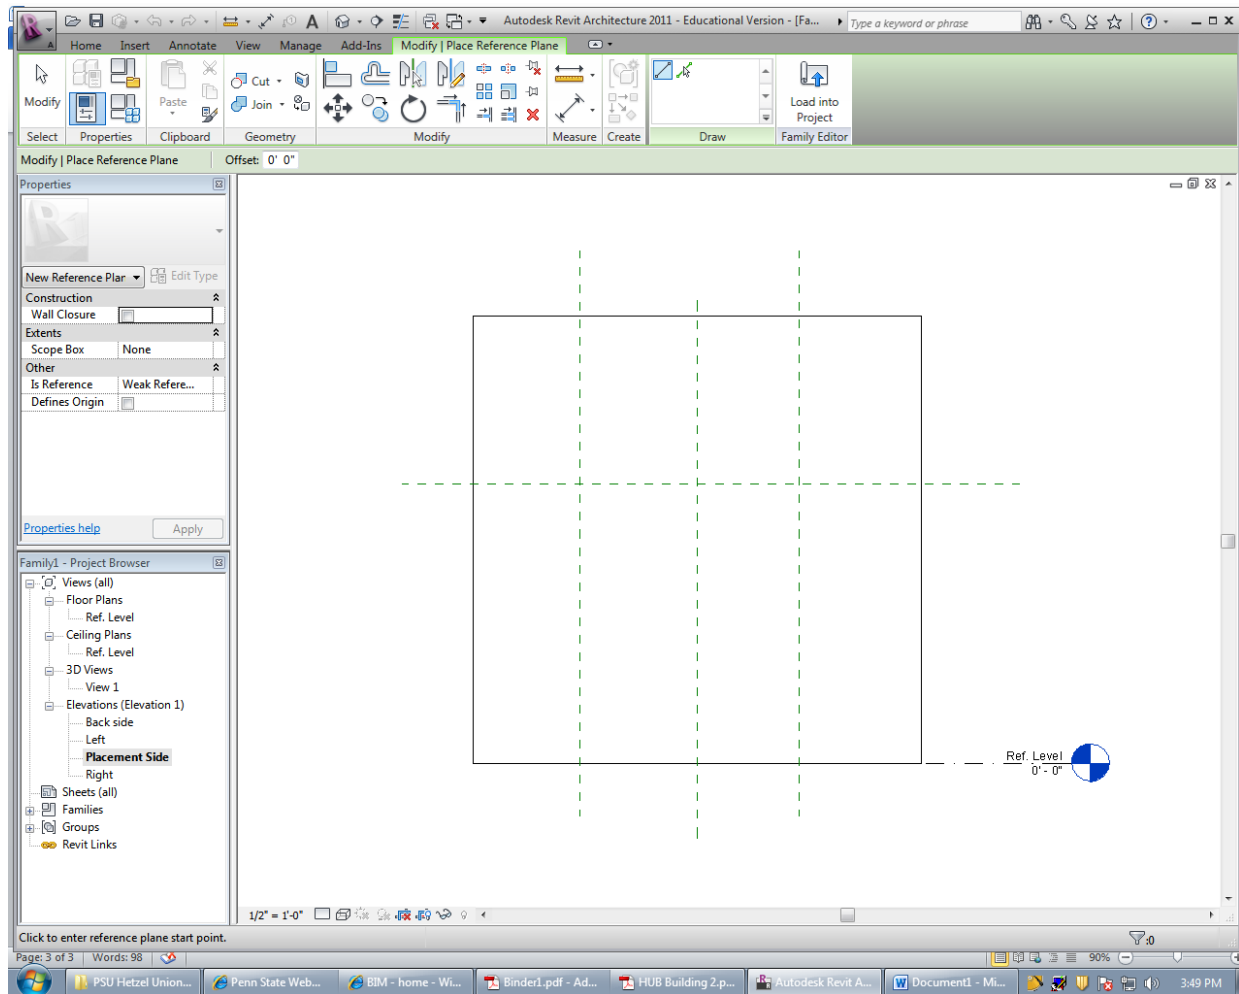 Autodesk Revit Architecture 2011 - Educational Version - [Fa...
Type a keyword or phrase
Home Insert Annotate View Manage Add-Ins Modify | Place Reference Plane
Modify
Paste
Cut
Join
Load into
Project
Select Properties Clipboard Geometry Modify Measure Create Draw Family Editor
Modify | Place Reference Plane Offset: 0' 0"
Properties
New Reference Plar Edit Type
Construction
Wall Closure
Extents
Scope Box None
Other
Is Reference Weak Refere...
Defines Origin
Properties help Apply
Family1 - Project Browser
Views (all)
Floor Plans
Ref. Level
Ceiling Plans
Ref. Level
3D Views
View 1
Elevations (Elevation 1)
Back side
Left
Placement Side
Right
Sheets (all)
Families
Groups
Revit Links
Ref. Level
0' - 0"
1/2" = 1'-0"
Click to enter reference plane start point.
:0
Page: 3 of 3 Words: 98 90%
PSU Hetzel Union... Penn State Web... BIM - home - Wi... Binder1.pdf - Ad... HUB Building 2.p... Autodesk Revit A... Document1 - Mi... 3:49 PM